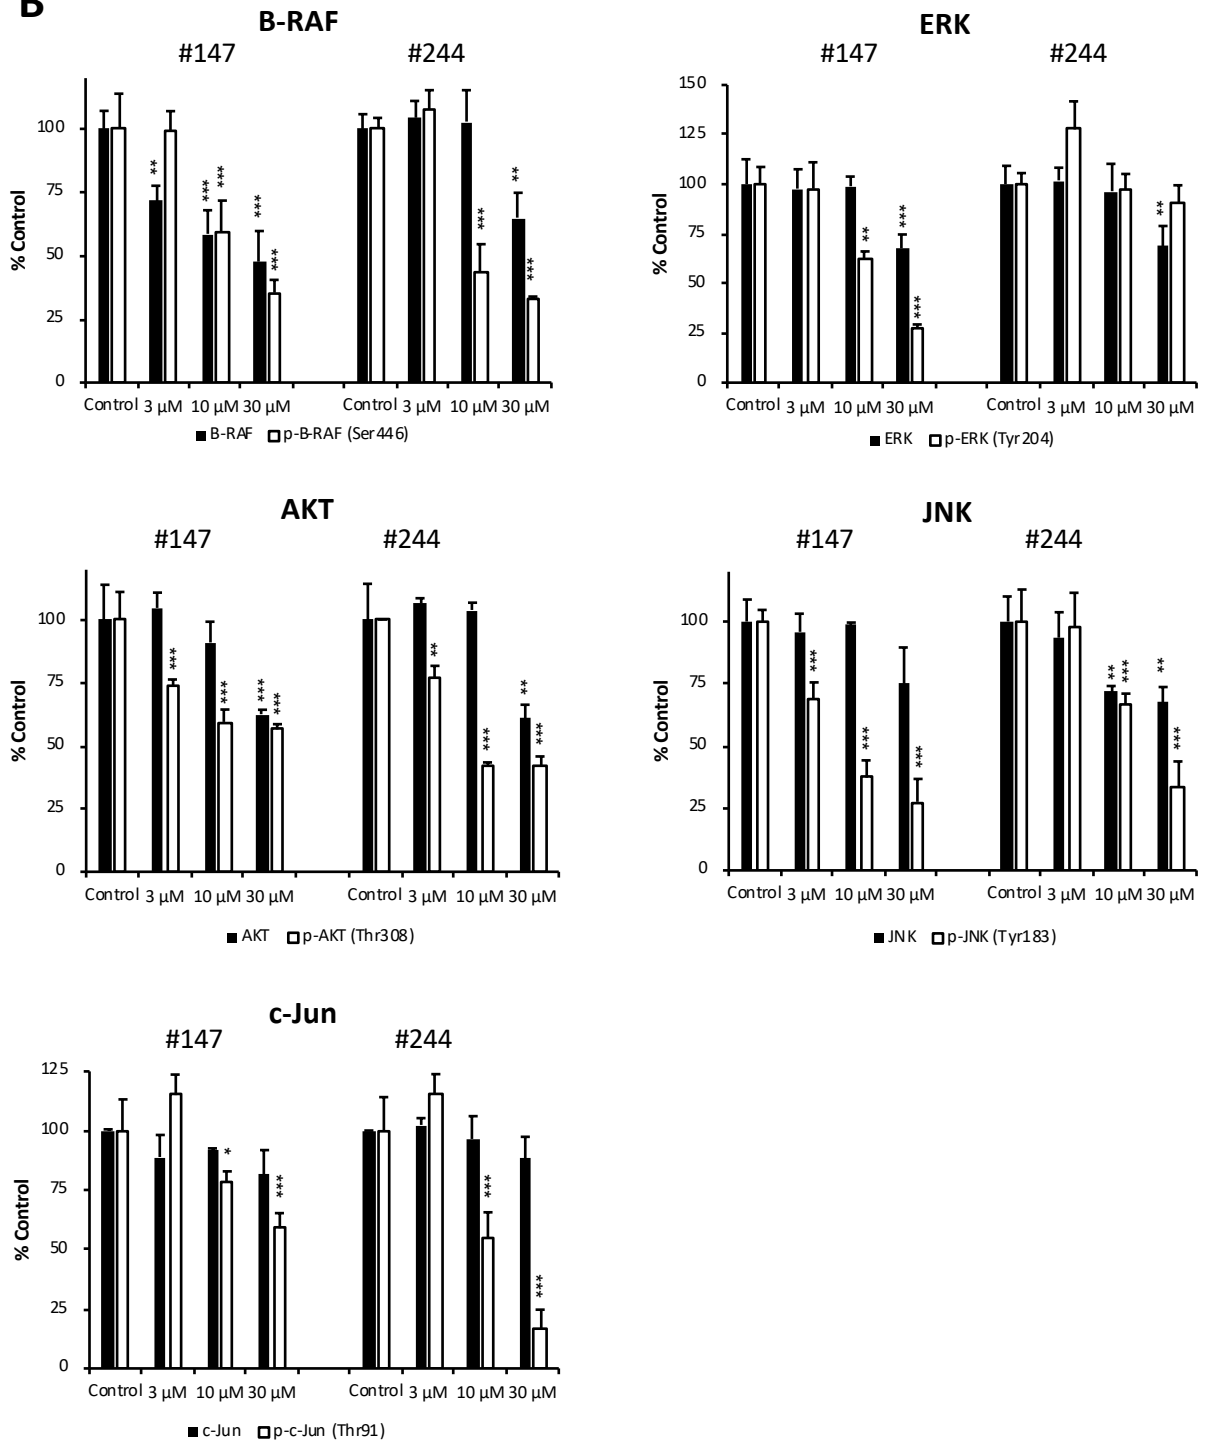 B
B-RAF
#147 #244
% Control
100
75
50
25
0
** *** *** *** *** *** ** ***
Control 3 µM 10 µM 30 µM Control 3 µM 10 µM 30 µM
B-RAF p-B-RAF (Ser446)
ERK
#147 #244
% Control
150
125
100
75
50
25
0
** *** *** **
Control 3 µM 10 µM 30 µM Control 3 µM 10 µM 30 µM
ERK p-ERK (Tyr204)
AKT
#147 #244
% Control
100
75
50
25
0
*** *** *** *** ** *** ** ***
Control 3 µM 10 µM 30 µM Control 3 µM 10 µM 30 µM
AKT p-AKT (Thr308)
JNK
#147 #244
% Control
100
75
50
25
0
*** *** *** ** *** ** ***
Control 3 µM 10 µM 30 µM Control 3 µM 10 µM 30 µM
JNK p-JNK (Tyr183)
c-Jun
#147 #244
% Control
125
100
75
50
25
0
* *** *** ***
Control 3 µM 10 µM 30 µM Control 3 µM 10 µM 30 µM
c-Jun p-c-Jun (Thr91)